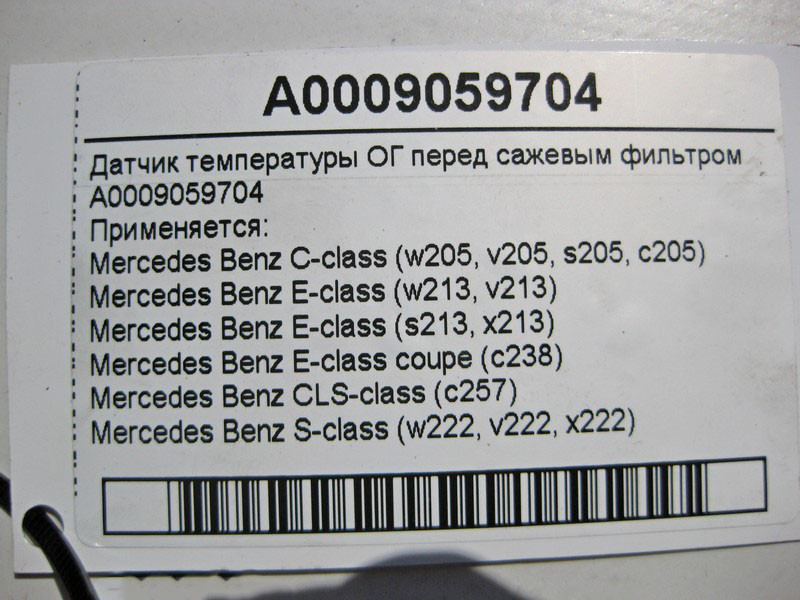 A0009059704
Датчик температуры ОГ перед сажевым фильтром
A0009059704
Применяется:
Mercedes Benz C-class (w205, v205, s205, c205)
Mercedes Benz E-class (w213, v213)
Mercedes Benz E-class (s213, x213)
Mercedes Benz E-class coupe (c238)
Mercedes Benz CLS-class (c257)
Mercedes Benz S-class (w222, v222, x222)